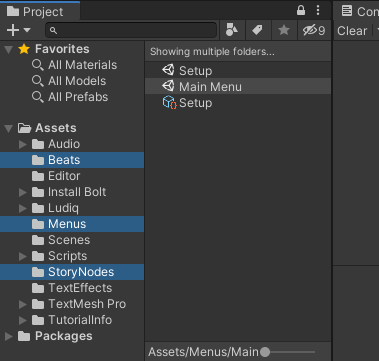 Project
Con
9
Clear
Favorites
All Materials
All Models
All Prefabs
Assets
Audio
Beats
Editor
Install Bolt
Ludiq
Menus
Scenes
Scripts
StoryNodes
TextEffects
TextMesh Pro
TutorialInfo
Packages
Showing multiple folders...
Setup
Main Menu
Setup
Assets/Menus/Main